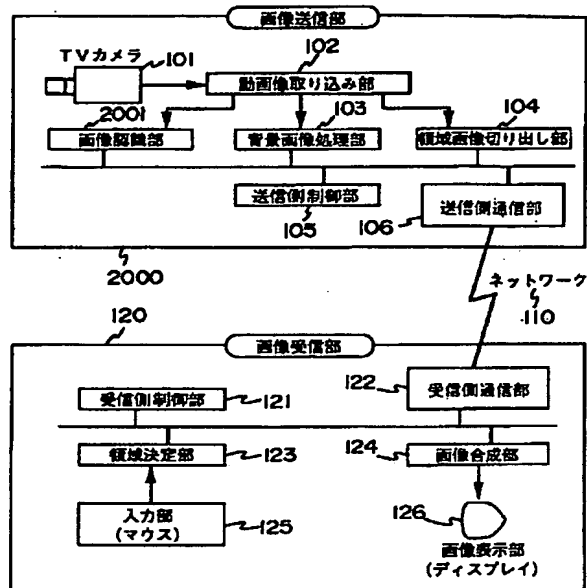 画像送信部
TVカメラ
101
102
動画像取り込み部
2001
103
104
画像認識部
背景画像処理部
領域画像切り出し部
送信側制御部
105
送信側通信部
106
2000
ネットワーク
110
120
画像受信部
受信側制御部
121
122
受信側通信部
領域決定部
123
124
画像合成部
入力部
(マウス)
125
126
画像表示部
(ディスプレイ)